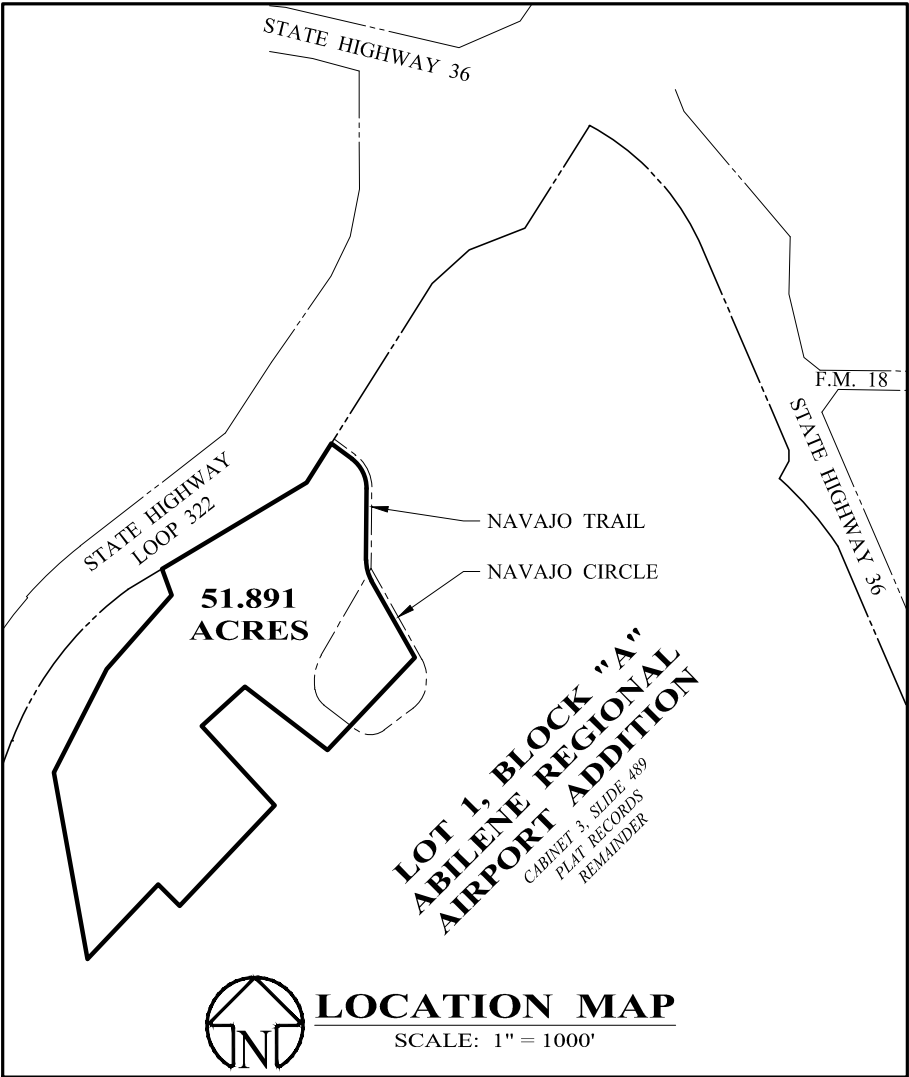 STATE HIGHWAY 36
F.M. 18
STATE HIGHWAY 36
STATE HIGHWAY
LOOP 322
NAVAJO TRAIL
NAVAJO CIRCLE
51.891
ACRES
LOT 1, BLOCK "A"
ABILENE REGIONAL
AIRPORT ADDITION
CABINET 3, SLIDE 489
PLAT RECORDS
REMAINDER
N
LOCATION MAP
SCALE: 1" = 1000'